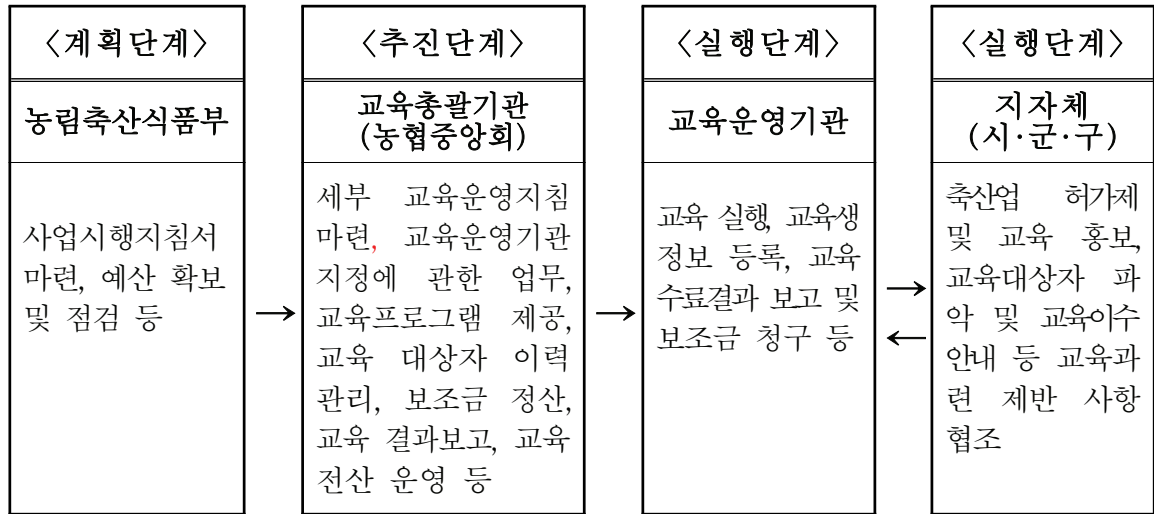 〈계획단계〉
농림축산식품부
사업시행지침서
마련, 예산 확보
및 점검 등
→
〈추진단계〉
교육총괄기관
(농협중앙회)
세부 교육운영지침
마련, 교육운영기관
지정에 관한 업무,
교육프로그램 제공,
교육 대상자 이력
관리, 보조금 정산,
교육 결과보고, 교육
전산 운영 등
→
〈실행단계〉
교육운영기관
교육 실행, 교육생
정보 등록, 교육
수료결과 보고 및
보조금 청구 등
→
←
〈실행단계〉
지자체
(시·군·구)
축산업 허가제
및 교육 홍보,
교육대상자 파
악 및 교육이수
안내 등 교육과
련 제반 사항
협조